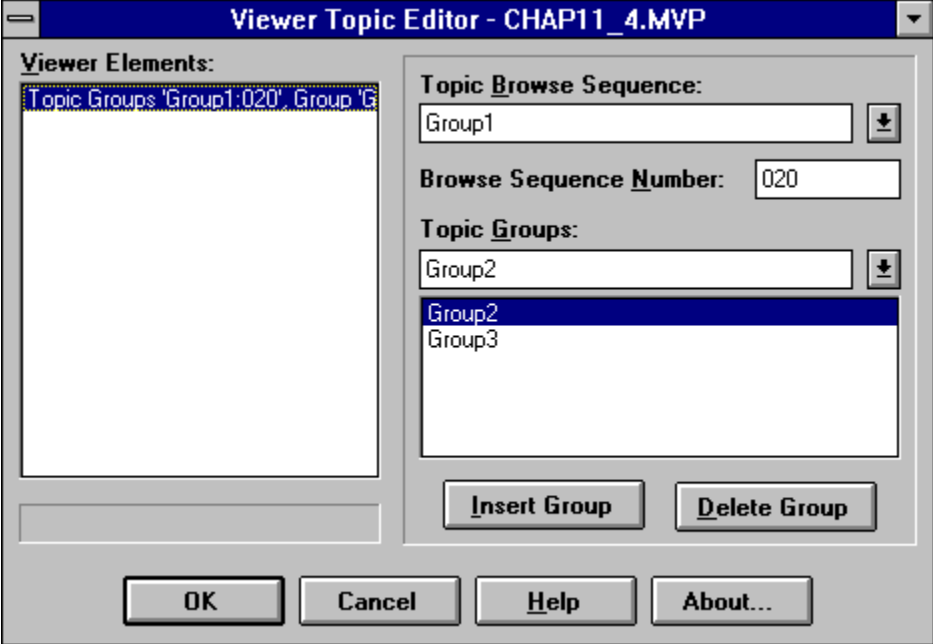 Viewer Topic Editor - CHAP11_4.MVP
Viewer Elements:
Topic Groups 'Group1:020', Group 'G
Topic Browse Sequence:
Group1
Browse Sequence Number: 020
Topic Groups:
Group2
Group2
Group3
Insert Group Delete Group
OK Cancel Help About...